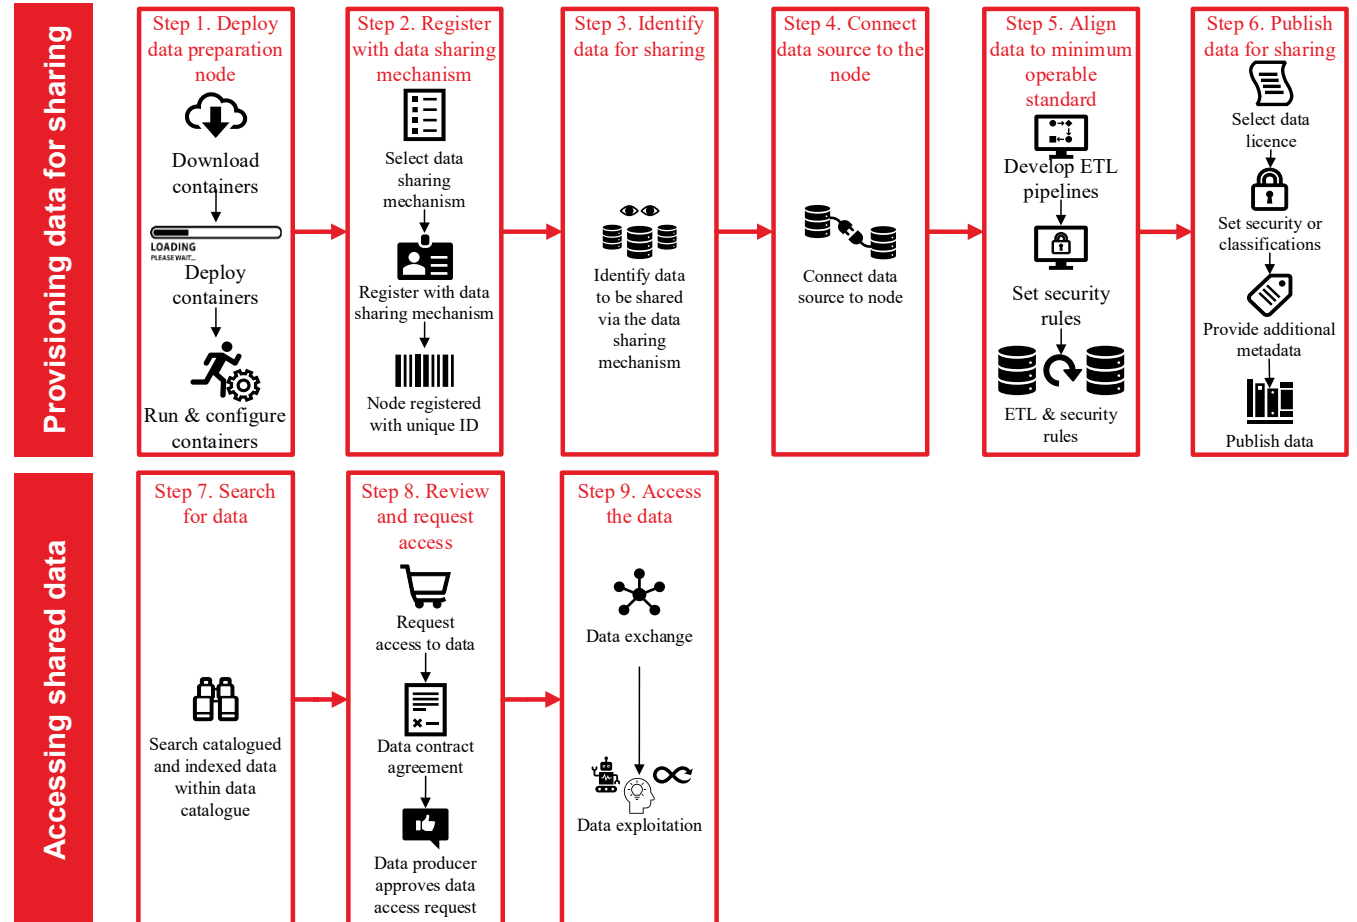 Provisioning data for sharing
Step 1. Deploy
data preparation
node
Download
containers
LOADING
PLEASE WAIT...
Deploy
containers
Run & configure
containers
Step 2. Register
with data sharing
mechanism
Select data
sharing
mechanism
Register with data
sharing mechanism
Node registered
with unique ID
Step 3. Identify
data for sharing
Identify data
to be shared
via the data
sharing
mechanism
Step 4. Connect
data source to the
node
Connect data
source to node
Step 5. Align
data to minimum
operable
standard
Develop ETL
pipelines
Set security
rules
ETL & security
rules
Step 6. Publish
data for sharing
Select data
licence
Set security or
classifications
Provide additional
metadata
Publish data
Accessing shared data
Step 7. Search
for data
Search catalogued
and indexed data
within data
catalogue
Step 8. Review
and request
access
Request
access to data
Data contract
agreement
Data producer
approves data
access request
Step 9. Access
the data
Data exchange
Data exploitation